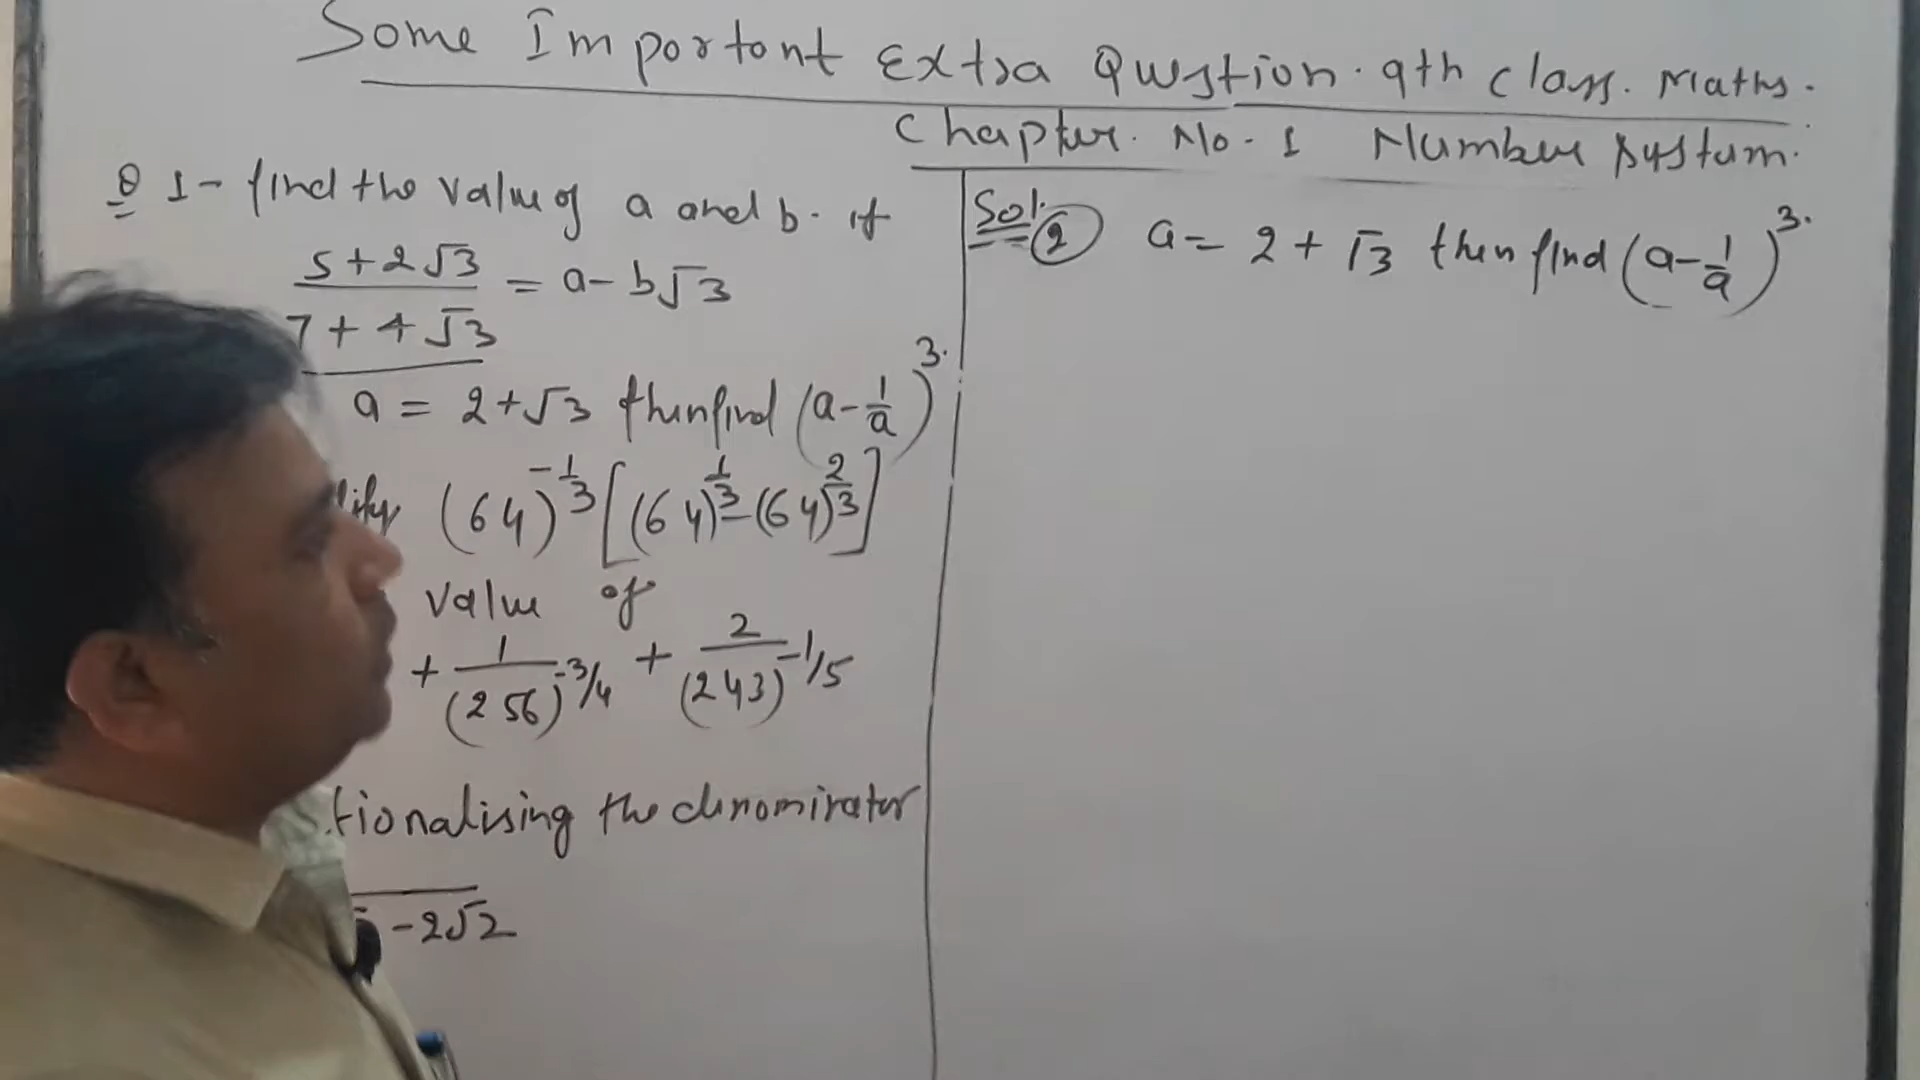 Some Important Extra Question. 9th class. Maths.
Chapter. No. 1 Number system.
Q 1- find the value of a and b. if
5+2√3 / 7+4√3 = a-b√3
a = 2+√3 then find (a-1/a)^3.
lify (64)^-1/3 [(64)^1/3 - (64)^2/3]
value of
+ 1/(256)^-3/4 + 2/(243)^-1/5
tionalising the denominator
-2√2
Sol. 2 a = 2 + √3 then find (a-1/a)^3.